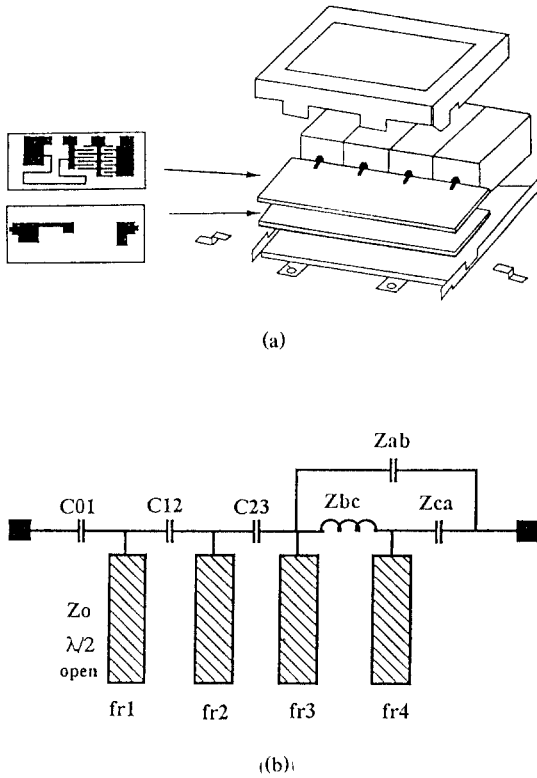 (a)
Zab
C01 C12 C23 Zbc Zca
Zo
λ/2
open
fr1 fr2 fr3 fr4
(b)